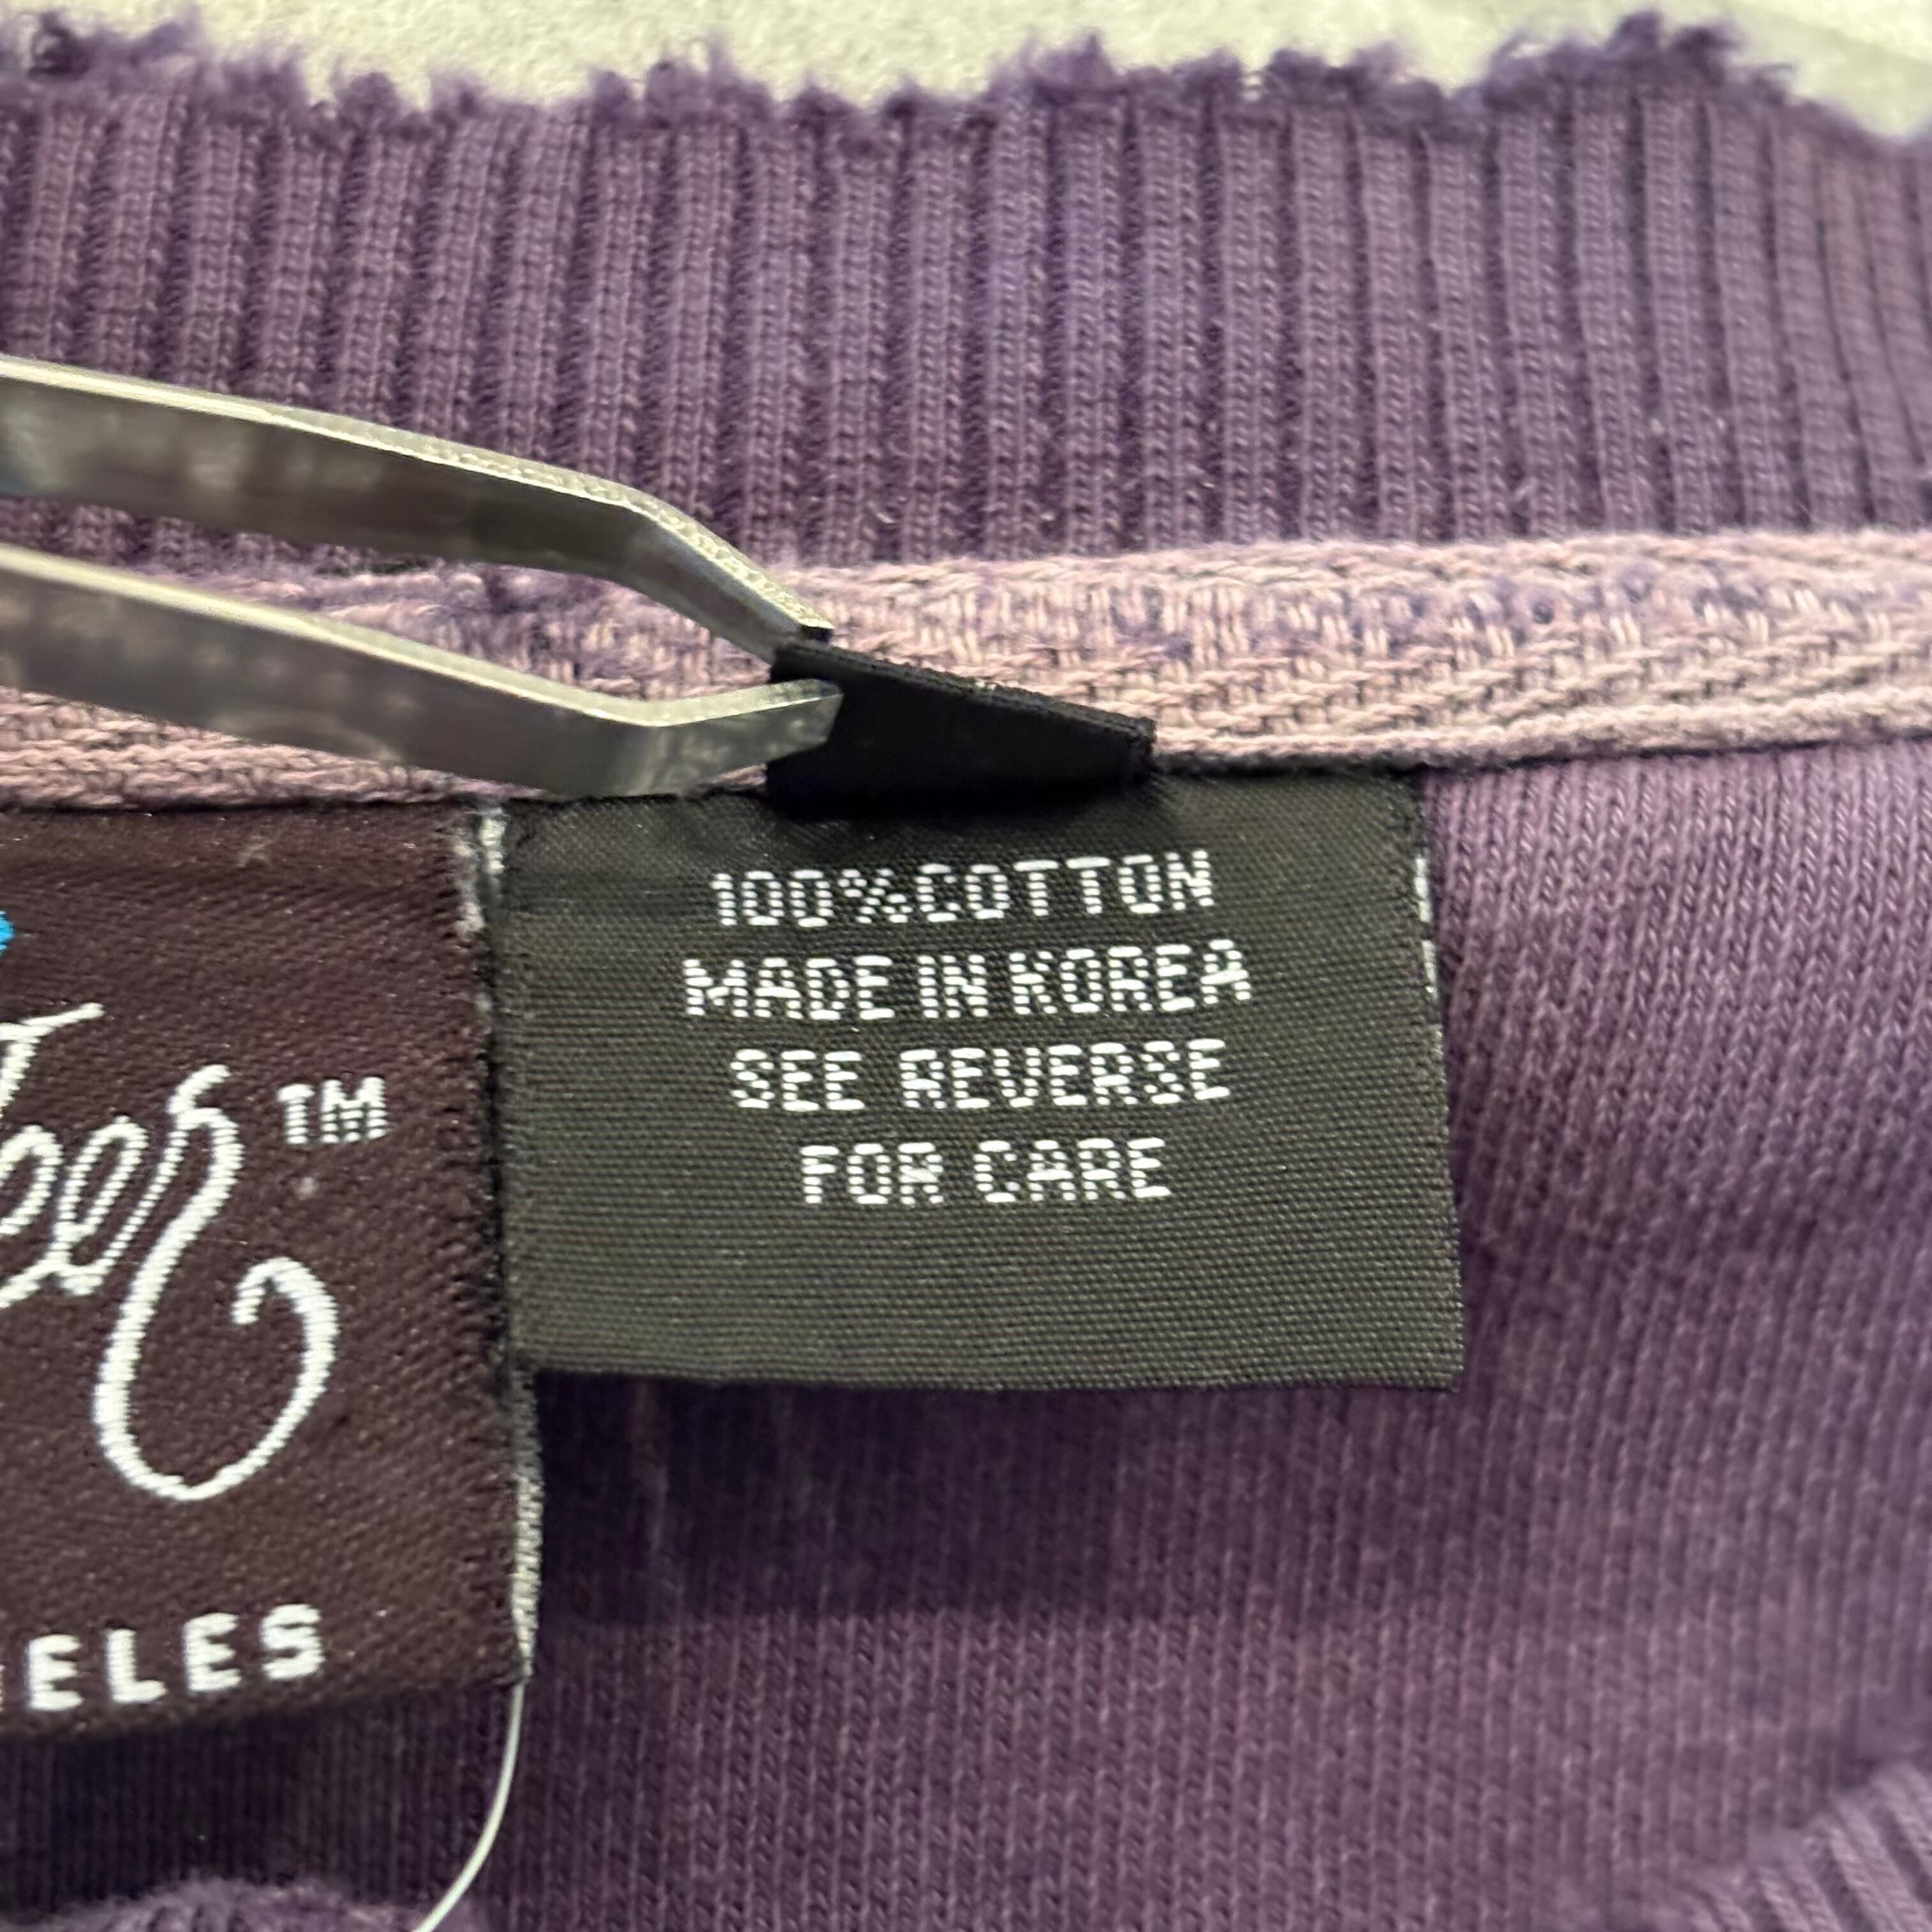 100%COTTON
MADE IN KOREA
SEE REVERSE
FOR CARE
TM
ELES